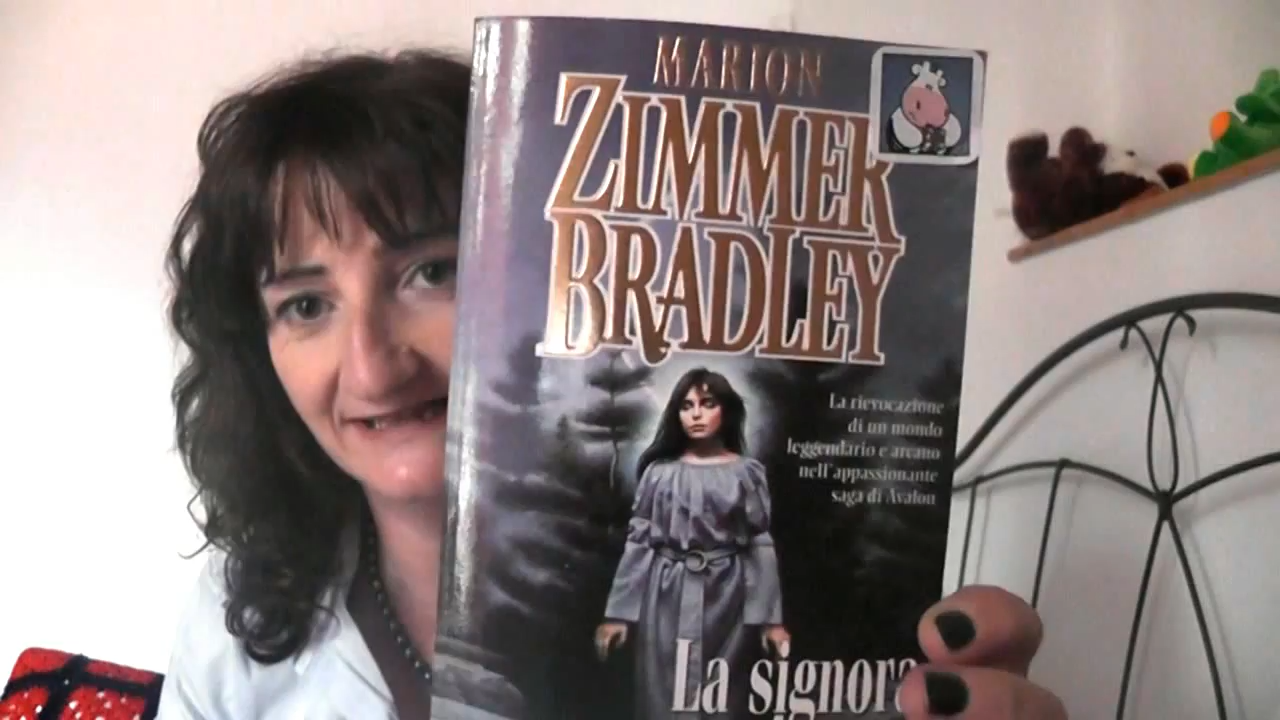 MARION
ZIMMER
BRADLEY
La rievocazione
di un mondo
leggendario e arcano
nell'appassionante
saga di Avalon
La signora